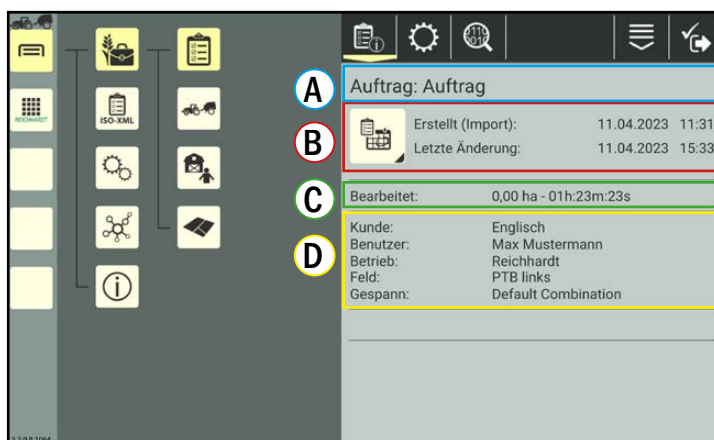 REICHHARDT
ISO-XML
A
Auftrag: Auftrag
B
Erstellt (Import): 11.04.2023 11:31
Letzte Änderung: 11.04.2023 15:33
C
Bearbeitet: 0,00 ha - 01h:23m:23s
D
Kunde: Englisch
Benutzer: Max Mustermann
Betrieb: Reichhardt
Feld: PTB links
Gespann: Default Combination